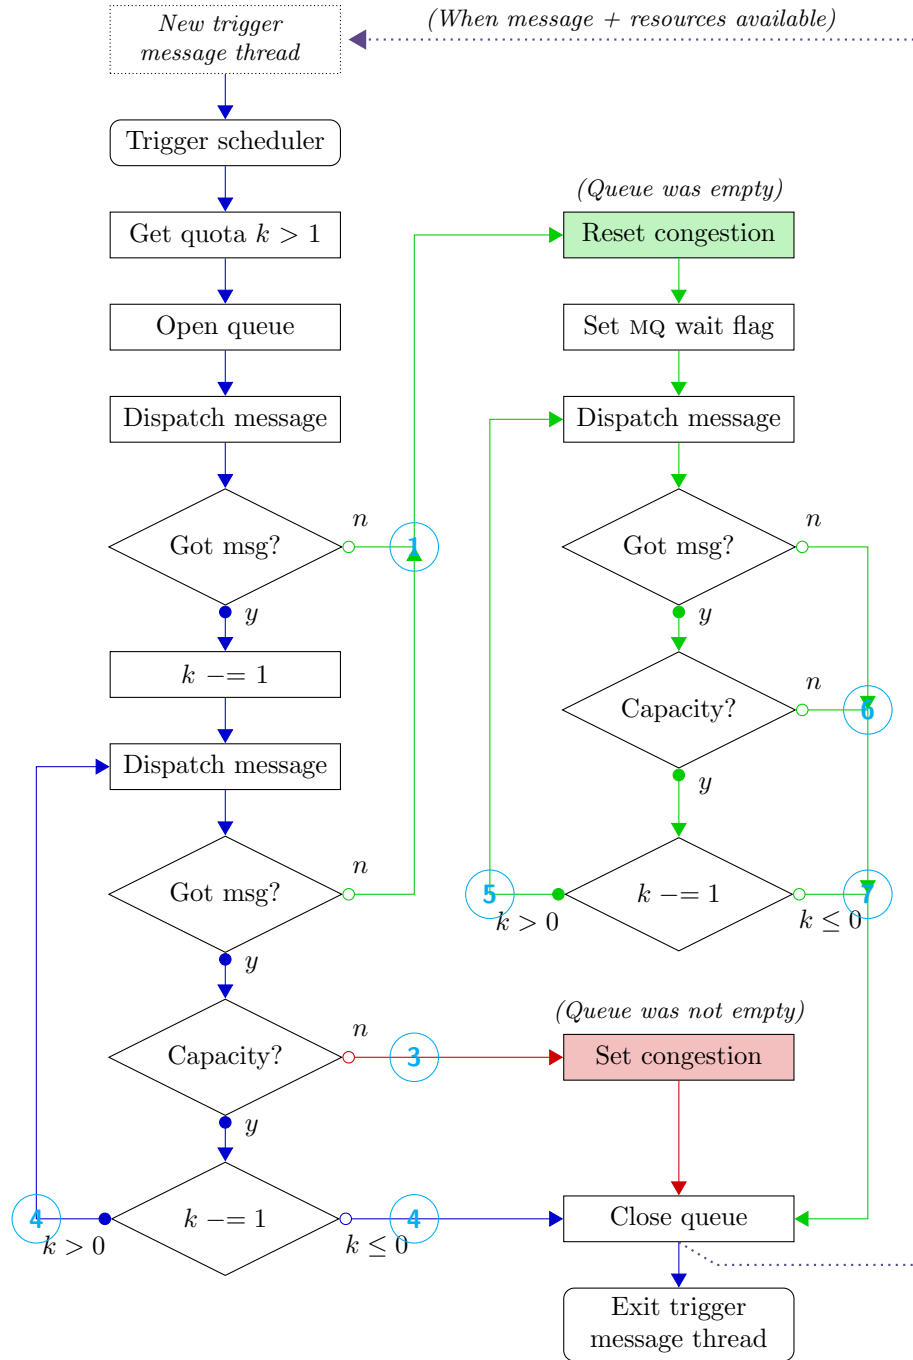 New trigger
message thread
(When message + resources available)
Trigger scheduler
Get quota k > 1
Open queue
Dispatch message
Got msg?
n
1
y
k −= 1
Dispatch message
Got msg?
n
y
Capacity?
n
3
y
k −= 1
4
k > 0
k ≤ 0
4
(Queue was empty)
Reset congestion
Set MQ wait flag
Dispatch message
Got msg?
n
y
Capacity?
n
6
y
k −= 1
5
k > 0
k ≤ 0
7
(Queue was not empty)
Set congestion
Close queue
Exit trigger
message thread